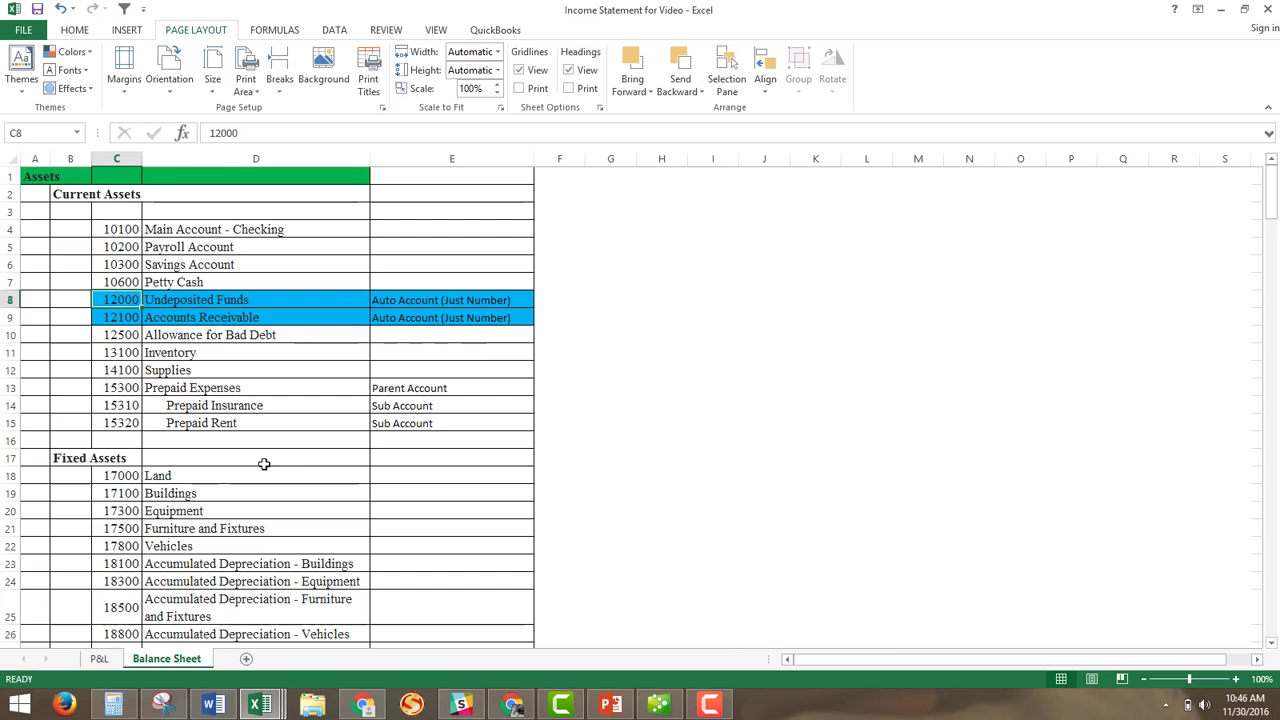 Income Statement for Video - Excel
?
Sign in
FILE
HOME
INSERT
PAGE LAYOUT
FORMULAS
DATA
REVIEW
VIEW
QuickBooks
Aa
Themes
Colors
Fonts
Effects
Themes
Margins
Orientation
Size
Print Area
Breaks
Background
Print Titles
Page Setup
Width: Automatic
Height: Automatic
Scale: 100%
Scale to Fit
Gridlines
View
Print
Headings
View
Print
Sheet Options
Bring Forward
Send Backward
Selection Pane
Align
Group
Rotate
Arrange
C8
fx
12000
A B C D E F G H I J K L M N O P Q R S
1 Assets
2 Current Assets
3
4 10100 Main Account - Checking
5 10200 Payroll Account
6 10300 Savings Account
7 10600 Petty Cash
8 12000 Undeposited Funds Auto Account (Just Number)
9 12100 Accounts Receivable Auto Account (Just Number)
10 12500 Allowance for Bad Debt
11 13100 Inventory
12 14100 Supplies
13 15300 Prepaid Expenses Parent Account
14 15310 Prepaid Insurance Sub Account
15 15320 Prepaid Rent Sub Account
16
17 Fixed Assets
18 17000 Land
19 17100 Buildings
20 17300 Equipment
21 17500 Furniture and Fixtures
22 17800 Vehicles
23 18100 Accumulated Depreciation - Buildings
24 18300 Accumulated Depreciation - Equipment
25 18500 Accumulated Depreciation - Furniture
and Fixtures
26 18800 Accumulated Depreciation - Vehicles
P&L
Balance Sheet
READY
100%
10:46 AM
11/30/2016